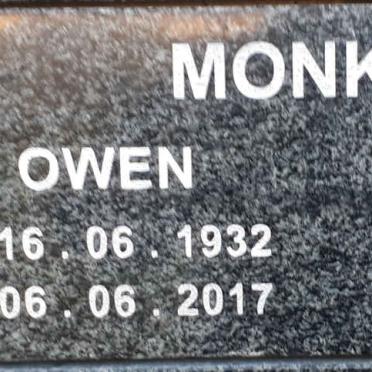 MONK
OWEN
16 . 06 . 1932
06 . 06 . 2017